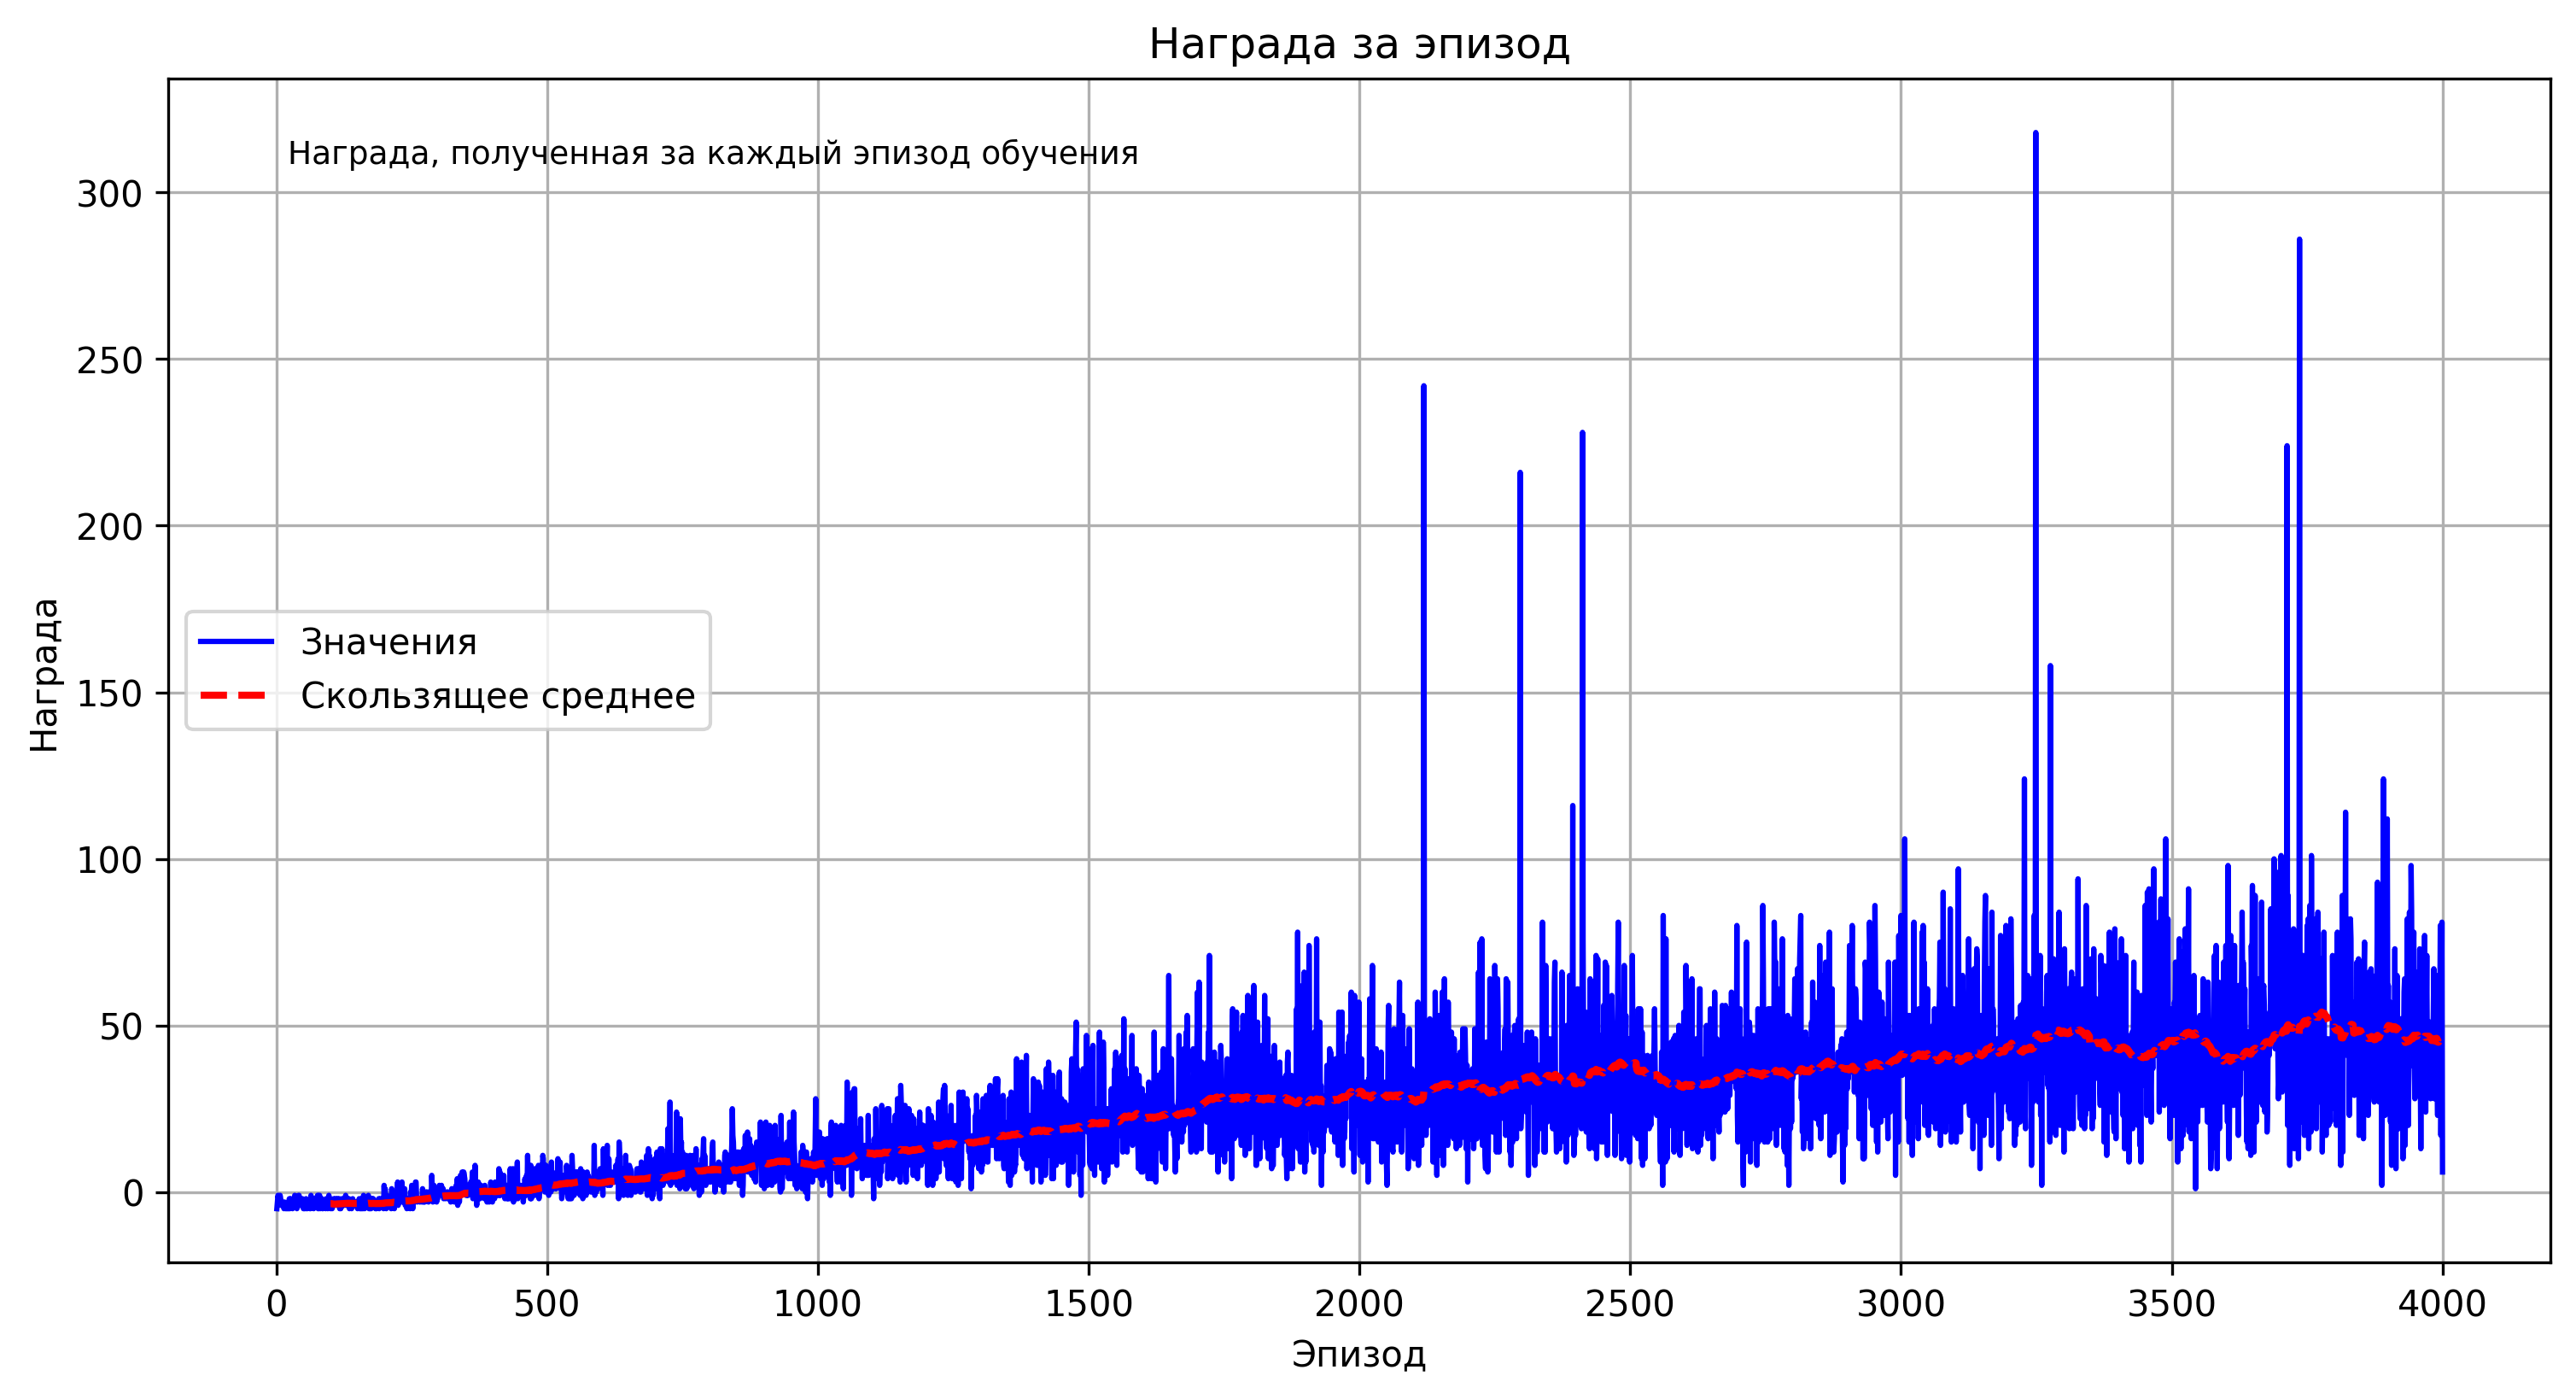 Награда за эпизод
Награда, полученная за каждый эпизод обучения
300
250
200
150
100
50
0
Награда
Значения
Скользящее среднее
0 500 1000 1500 2000 2500 3000 3500 4000
Эпизод